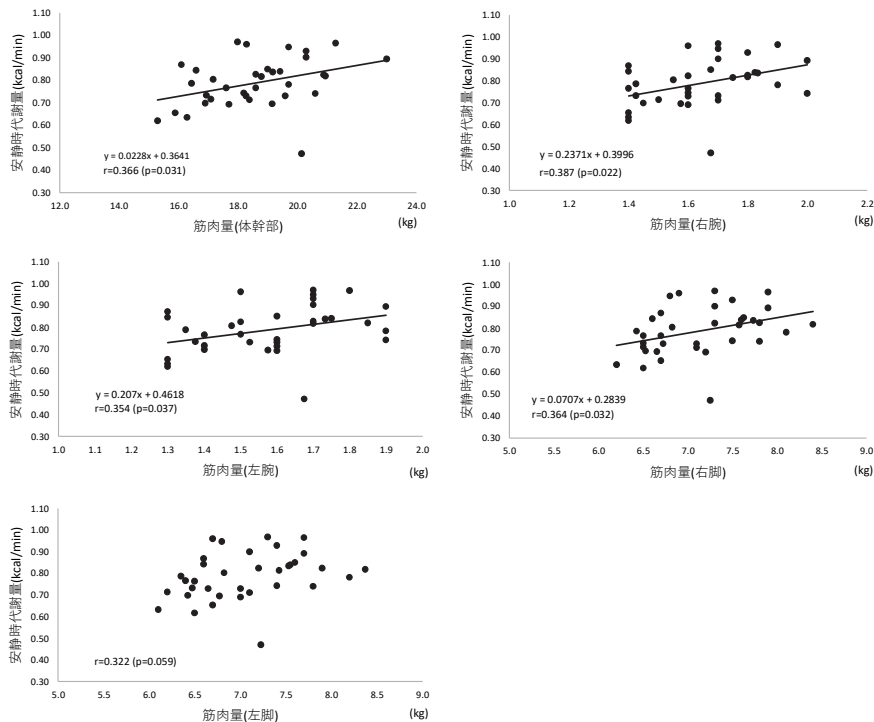 安静時代謝量(kcal/min)
1.10
1.00
0.90
0.80
0.70
0.60
0.50
0.40
0.30
y = 0.0228x + 0.3641
r=0.366 (p=0.031)
12.0 14.0 16.0 18.0 20.0 22.0 24.0
筋肉量(体幹部) (kg)
安静時代謝量(kcal/min)
1.10
1.00
0.90
0.80
0.70
0.60
0.50
0.40
0.30
y = 0.2371x + 0.3996
r=0.387 (p=0.022)
1.0 1.2 1.4 1.6 1.8 2.0 2.2
筋肉量(右腕) (kg)
安静時代謝量(kcal/min)
1.10
1.00
0.90
0.80
0.70
0.60
0.50
0.40
0.30
y = 0.207x + 0.4618
r=0.354 (p=0.037)
1.0 1.1 1.2 1.3 1.4 1.5 1.6 1.7 1.8 1.9 2.0
筋肉量(左腕) (kg)
安静時代謝量(kcal/min)
1.10
1.00
0.90
0.80
0.70
0.60
0.50
0.40
0.30
y = 0.0707x + 0.2839
r=0.364 (p=0.032)
5.0 5.5 6.0 6.5 7.0 7.5 8.0 8.5 9.0
筋肉量(右脚) (kg)
安静時代謝量(kcal/min)
1.10
1.00
0.90
0.80
0.70
0.60
0.50
0.40
0.30
r=0.322 (p=0.059)
5.0 5.5 6.0 6.5 7.0 7.5 8.0 8.5 9.0
筋肉量(左脚) (kg)